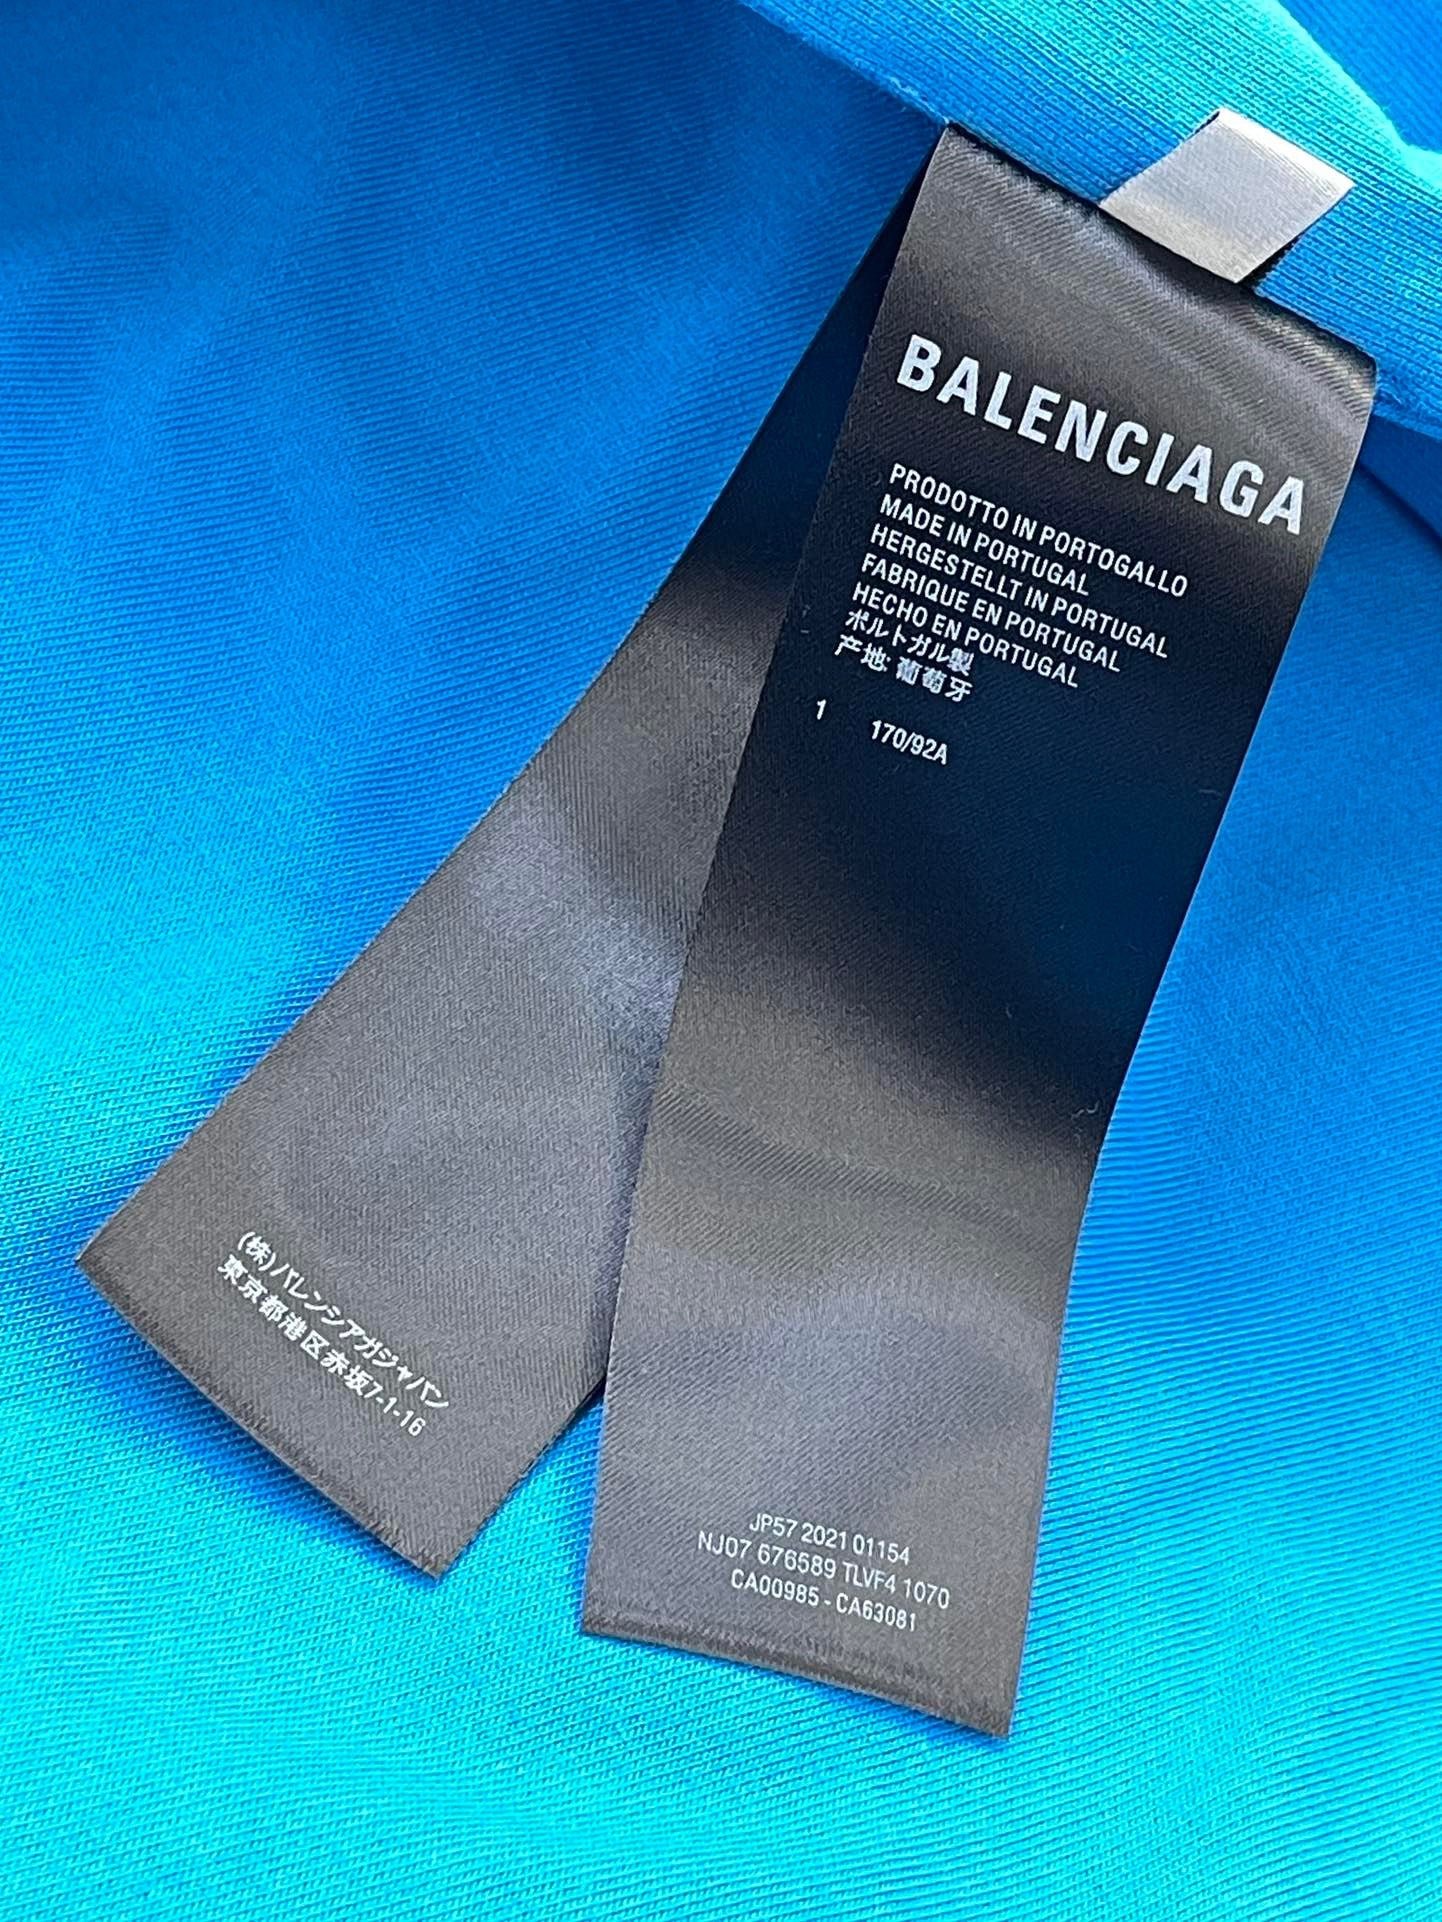 BALENCIAGA
PRODOTTO IN PORTOGALLO
MADE IN PORTUGAL
HERGESTELLT IN PORTUGAL
FABRIQUE EN PORTUGAL
HECHO EN PORTUGAL
ポルトガル製
产地: 葡萄牙
1 170/92A
(株)バレンシアガジャパン
東京都港区赤坂7-1-16
JP57 2021 01154
NJ07 676589 TLVF4 1070
CA00985 - CA63081